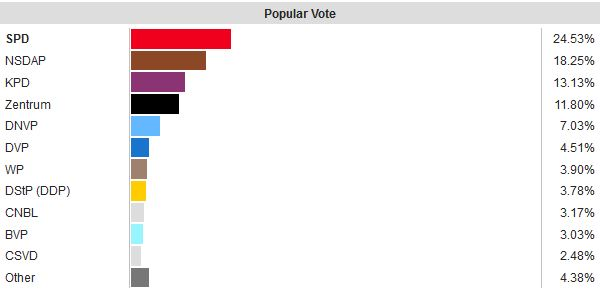 Popular Vote
SPD 24.53%
NSDAP 18.25%
KPD 13.13%
Zentrum 11.80%
DNVP 7.03%
DVP 4.51%
WP 3.90%
DStP (DDP) 3.78%
CNBL 3.17%
BVP 3.03%
CSVD 2.48%
Other 4.38%